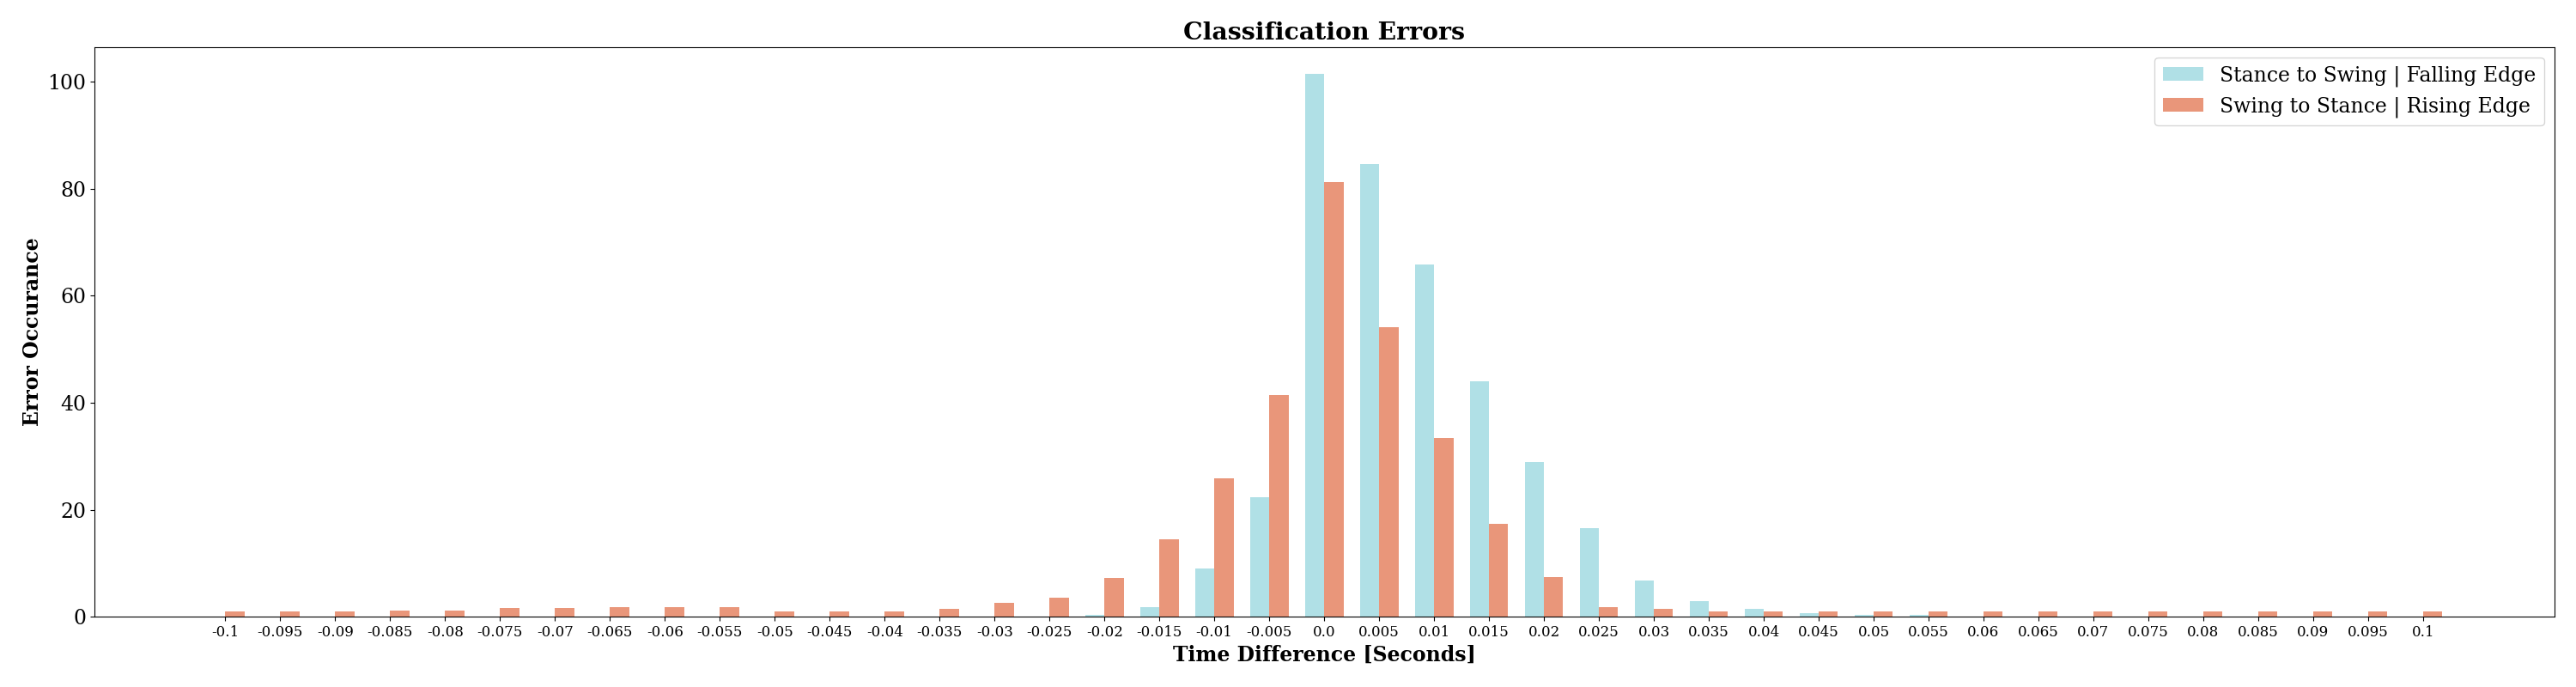 Classification Errors
Stance to Swing | Falling Edge
Swing to Stance | Rising Edge
100
80
60
40
20
0
Error Occurance
-0.1 -0.095 -0.09 -0.085 -0.08 -0.075 -0.07 -0.065 -0.06 -0.055 -0.05 -0.045 -0.04 -0.035 -0.03 -0.025 -0.02 -0.015 -0.01 -0.005 0.0 0.005 0.01 0.015 0.02 0.025 0.03 0.035 0.04 0.045 0.05 0.055 0.06 0.065 0.07 0.075 0.08 0.085 0.09 0.095 0.1
Time Difference [Seconds]